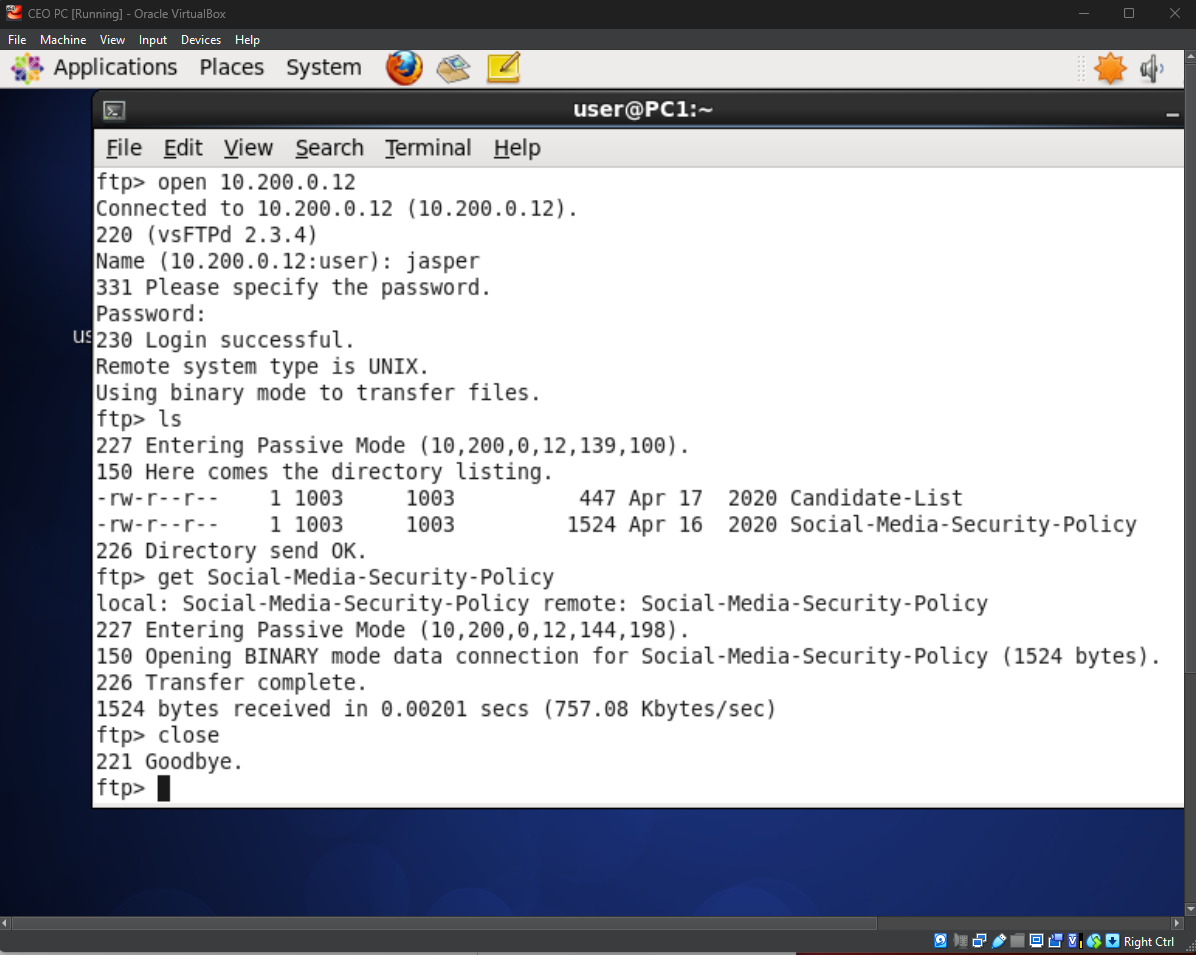 CEO PC [Running] - Oracle VirtualBox
File Machine View Input Devices Help
Applications Places System
user@PC1:~
File Edit View Search Terminal Help
ftp> open 10.200.0.12
Connected to 10.200.0.12 (10.200.0.12).
220 (vsFTPd 2.3.4)
Name (10.200.0.12:user): jasper
331 Please specify the password.
Password:
us
230 Login successful.
Remote system type is UNIX.
Using binary mode to transfer files.
ftp> ls
227 Entering Passive Mode (10,200,0,12,139,100).
150 Here comes the directory listing.
-rw-r--r--    1 1003     1003          447 Apr 17  2020 Candidate-List
-rw-r--r--    1 1003     1003         1524 Apr 16  2020 Social-Media-Security-Policy
226 Directory send OK.
ftp> get Social-Media-Security-Policy
local: Social-Media-Security-Policy remote: Social-Media-Security-Policy
227 Entering Passive Mode (10,200,0,12,144,198).
150 Opening BINARY mode data connection for Social-Media-Security-Policy (1524 bytes).
226 Transfer complete.
1524 bytes received in 0.00201 secs (757.08 Kbytes/sec)
ftp> close
221 Goodbye.
ftp>
Right Ctrl